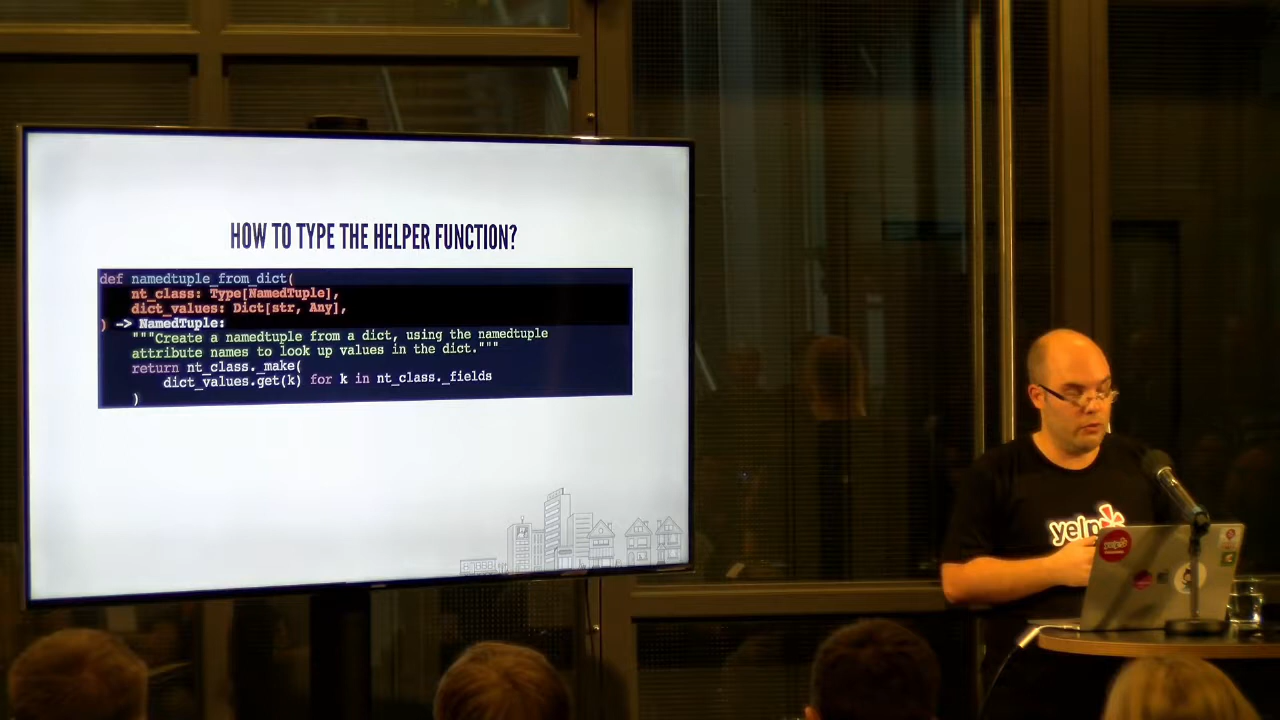 HOW TO TYPE THE HELPER FUNCTION?
def namedtuple_from_dict(
    nt_class: Type[NamedTuple],
    dict_values: Dict[str, Any],
) -> NamedTuple:
    """Create a namedtuple from a dict, using the namedtuple
    attribute names to look up values in the dict."""
    return nt_class._make(
        dict_values.get(k) for k in nt_class._fields
    )
yelp